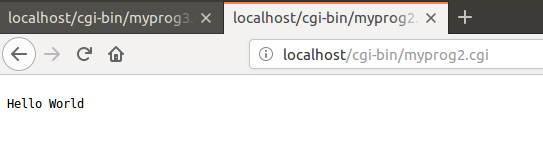 localhost/cgi-bin/myprog3.
localhost/cgi-bin/myprog2.
localhost/cgi-bin/myprog2.cgi
Hello World